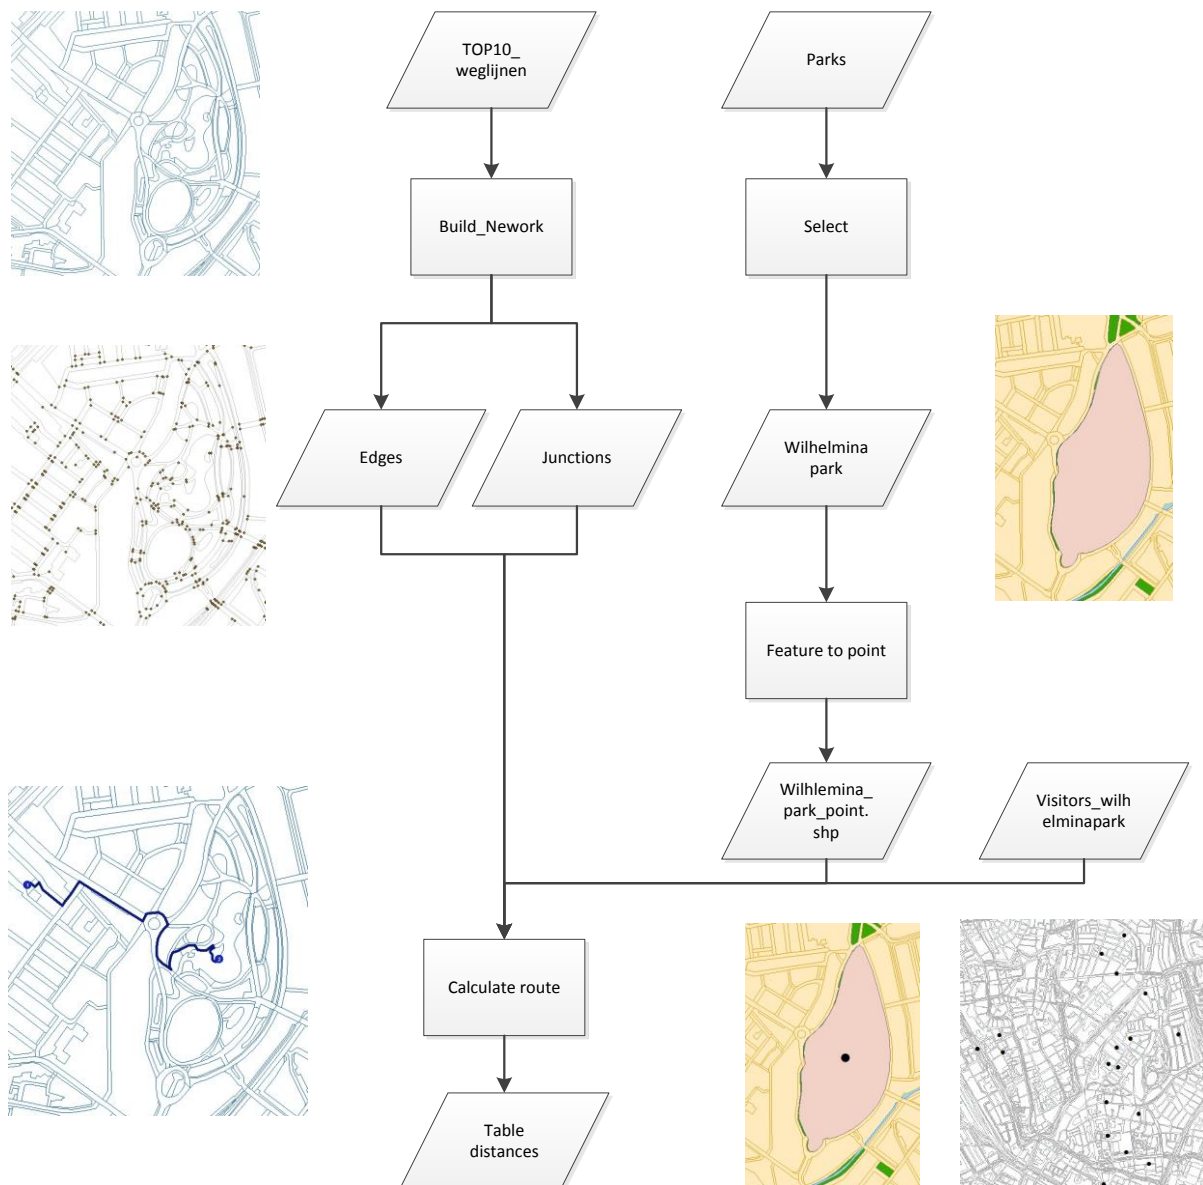 TOP10_
weglijnen
Parks
Build_Nework
Select
Edges
Junctions
Wilhelmina
park
Feature to point
Wilhlemina_
park_point.
shp
Visitors_wilh
elminapark
Calculate route
Table
distances